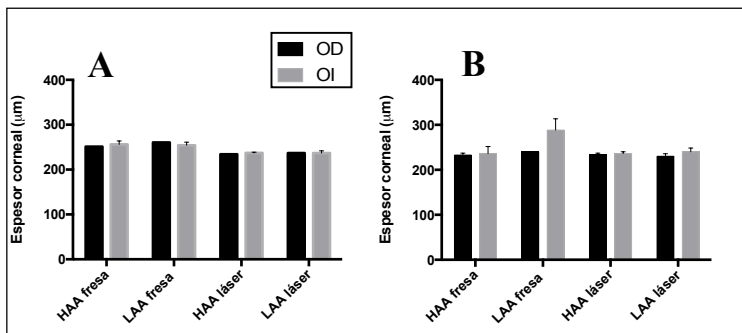 A
OD
OI
Espesor corneal (μm)
400
300
200
100
0
HAA fresa
LAA fresa
HAA láser
LAA láser
B
Espesor corneal (μm)
400
300
200
100
0
HAA fresa
LAA fresa
HAA láser
LAA láser